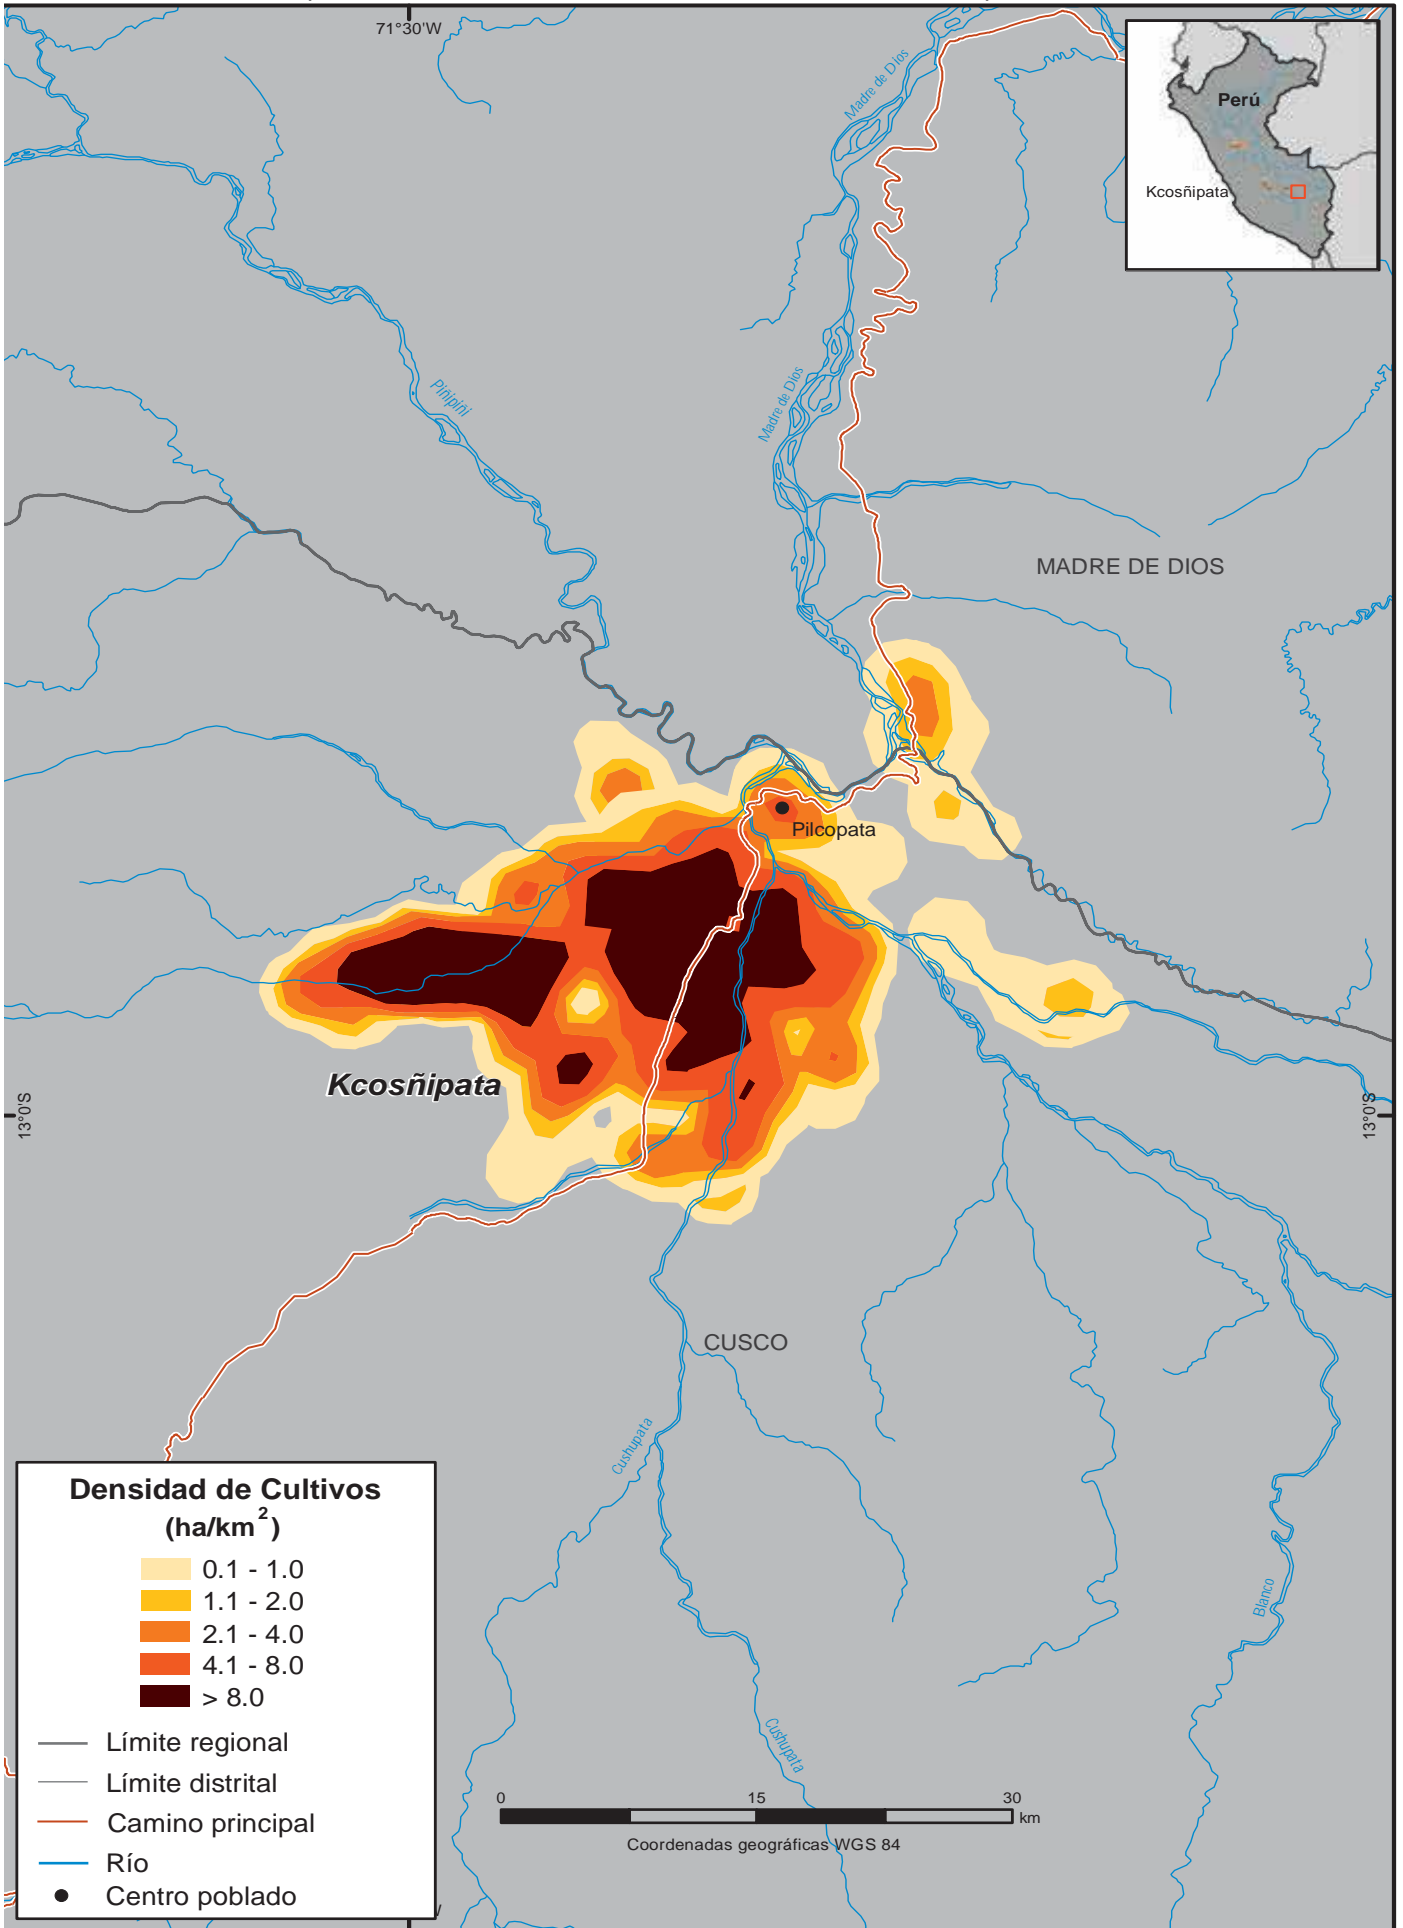 71°30'W
Madre de Dios
Perú
Kcosñipata
Madre de Dios
Piñipiñi
MADRE DE DIOS
Pilcopata
Kcosñipata
13°0'S
13°0'S
CUSCO
Cushupata
Densidad de Cultivos
(ha/km²)
0.1 - 1.0
1.1 - 2.0
2.1 - 4.0
4.1 - 8.0
> 8.0
Límite regional
Límite distrital
Camino principal
Río
Centro poblado
Blanco
Cushupata
0 15 30
km
Coordenadas geográficas WGS 84